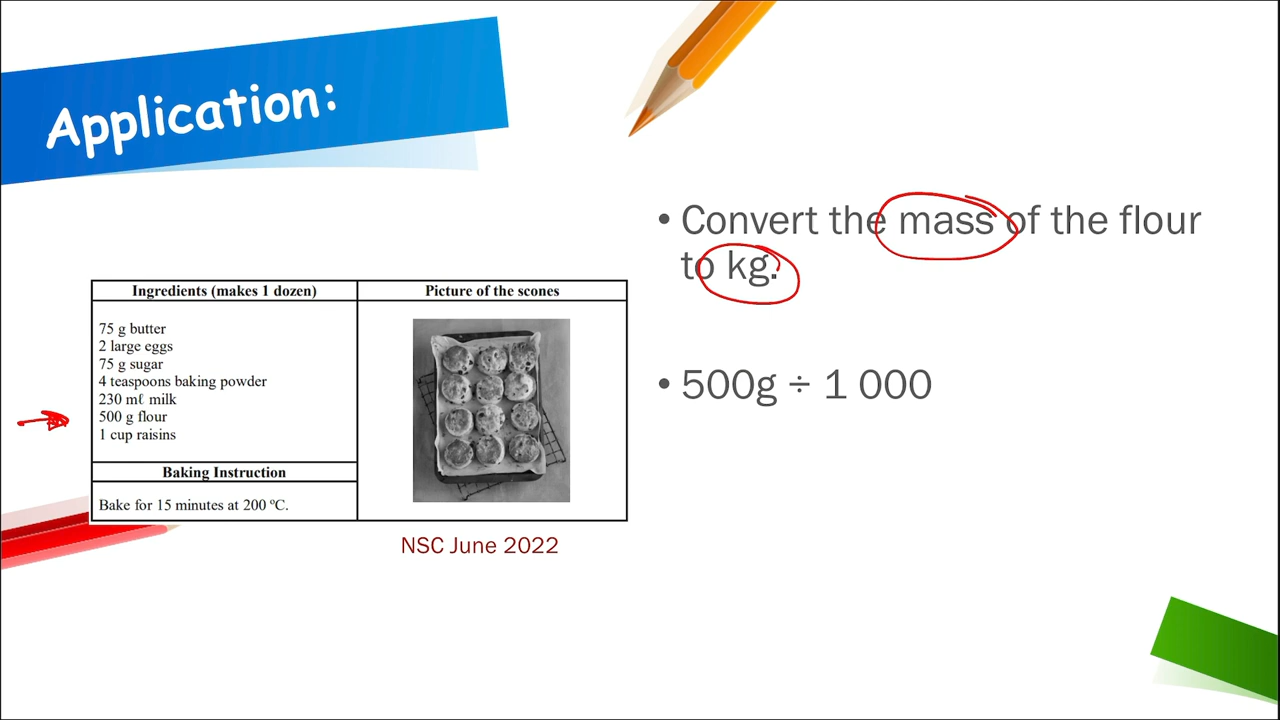 Application:
• Convert the mass of the flour
to kg.
• 500g ÷ 1 000
Ingredients (makes 1 dozen)
75 g butter
2 large eggs
75 g sugar
4 teaspoons baking powder
230 mℓ milk
500 g flour
1 cup raisins
Baking Instruction
Bake for 15 minutes at 200 ºC.
Picture of the scones
NSC June 2022